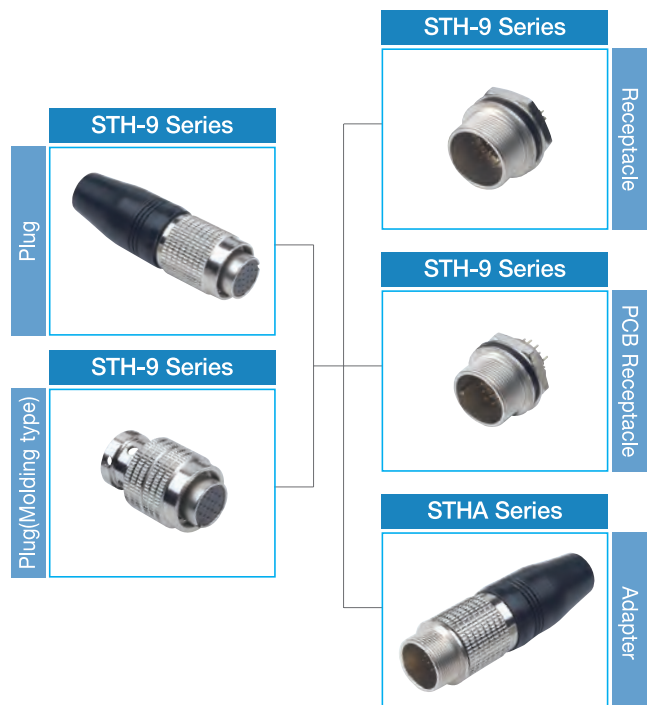 STH-9 Series
Plug
STH-9 Series
Plug(Molding type)
STH-9 Series
Receptacle
STH-9 Series
PCB Receptacle
STHA Series
Adapter